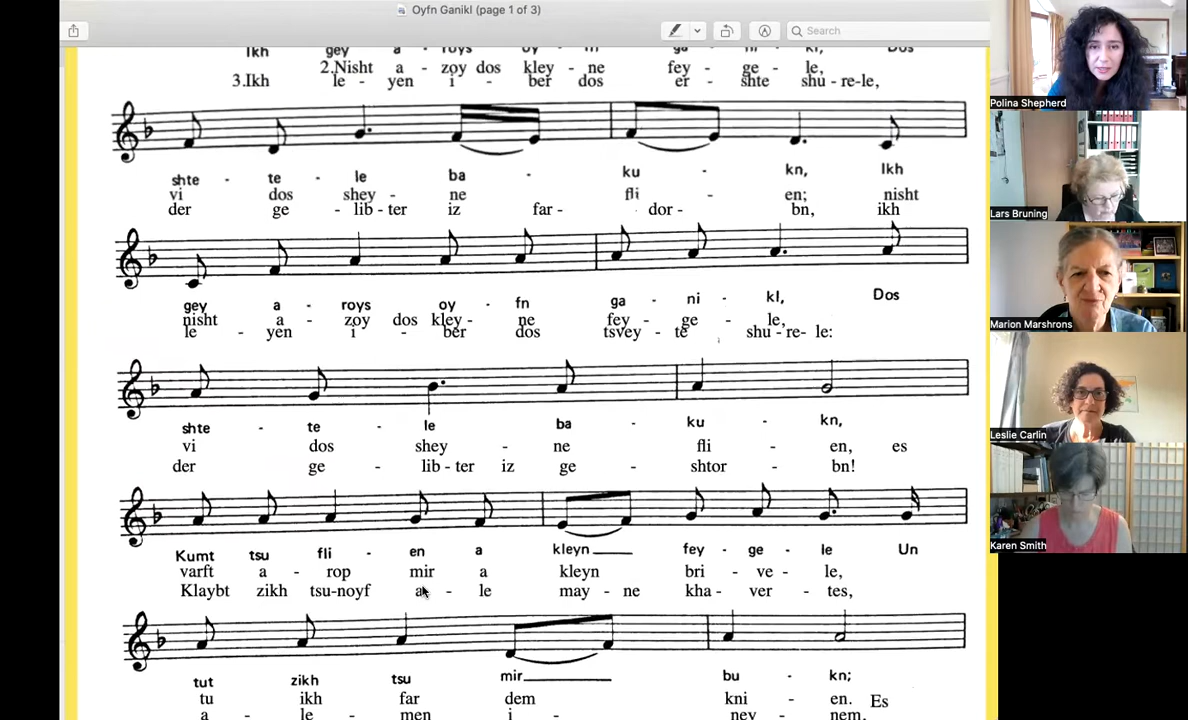 Oyfn Ganikl (page 1 of 3)
Search
Ikh gey a - roys oy - fn ga - ni - kl, Dos
2.Nisht a - zoy dos kley - ne fey - ge - le,
3.Ikh le - yen i - ber dos er - shte shu - re-le,
shte - te - le ba - ku - kn, Ikh
vi dos shey - ne fli - en; nisht
der ge - lib - ter iz far - dor - bn, ikh
gey a - roys oy - fn ga - ni - kl, Dos
nisht a - zoy dos kley - ne fey - ge - le,
le - yen i - ber dos tsvey - te shu - re- le:
shte - te - le ba - ku - kn,
vi dos shey - ne fli - en, es
der ge - lib - ter iz ge - shtor - bn!
Kumt tsu fli - en a kleyn fey - ge - le Un
varft a - rop mir a kleyn bri - ve - le,
Klaybt zikh tsu-noyf a - le may - ne kha - ver - tes,
tut zikh tsu mir bu - kn;
tu ikh far dem kni - en. Es
a - le - men i - ney - nem.
Polina Shepherd
Lars Bruning
Marion Marshrons
Leslie Carlin
Karen Smith